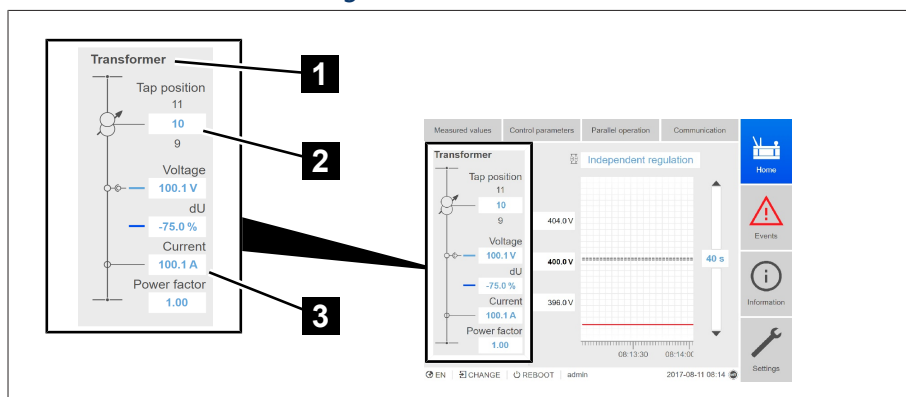 Transformer
Tap position
11
10
9
Voltage
100.1 V
dU
-75.0 %
Current
100.1 A
Power factor
1.00
1
2
3
Measured values
Control parameters
Parallel operation
Communication
Transformer
Tap position
11
10
9
Voltage
100.1 V
dU
-75.0 %
Current
100.1 A
Power factor
1.00
Independent regulation
404.0 V
400.0 V
396.0 V
40 s
08:13:30
08:14:00
EN
CHANGE
REBOOT
admin
2017-08-11 08:14
Home
Events
Information
Settings